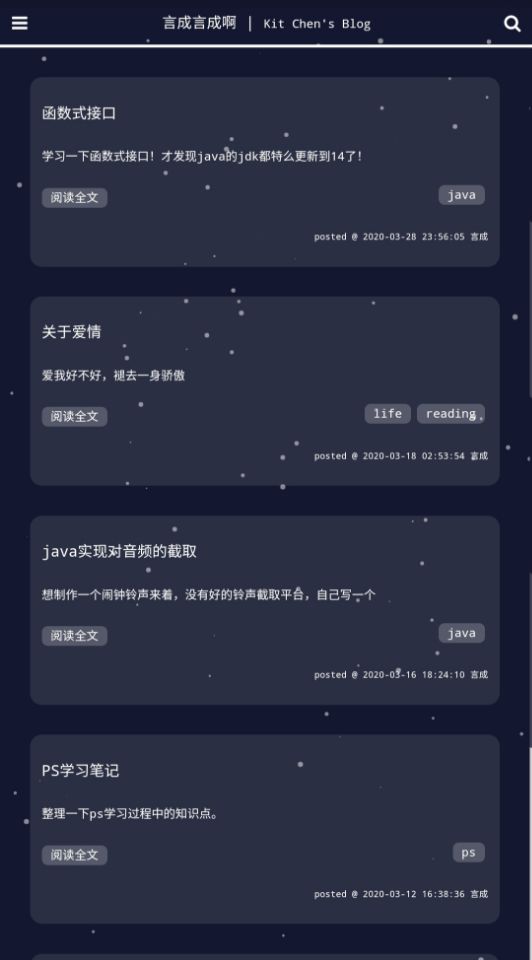 言成言成啊 | Kit Chen's Blog
函数式接口
学习一下函数式接口！才发现java的jdk都特么更新到14了！
阅读全文
java
posted @ 2020-03-28 23:56:05 言成
关于爱情
爱我好不好，褪去一身骄傲
阅读全文
life reading
posted @ 2020-03-18 02:53:54 言成
java实现对音频的截取
想制作一个闹钟铃声来着，没有好的铃声截取平台，自己写一个
阅读全文
java
posted @ 2020-03-16 18:24:10 言成
PS学习笔记
整理一下ps学习过程中的知识点。
阅读全文
ps
posted @ 2020-03-12 16:38:36 言成